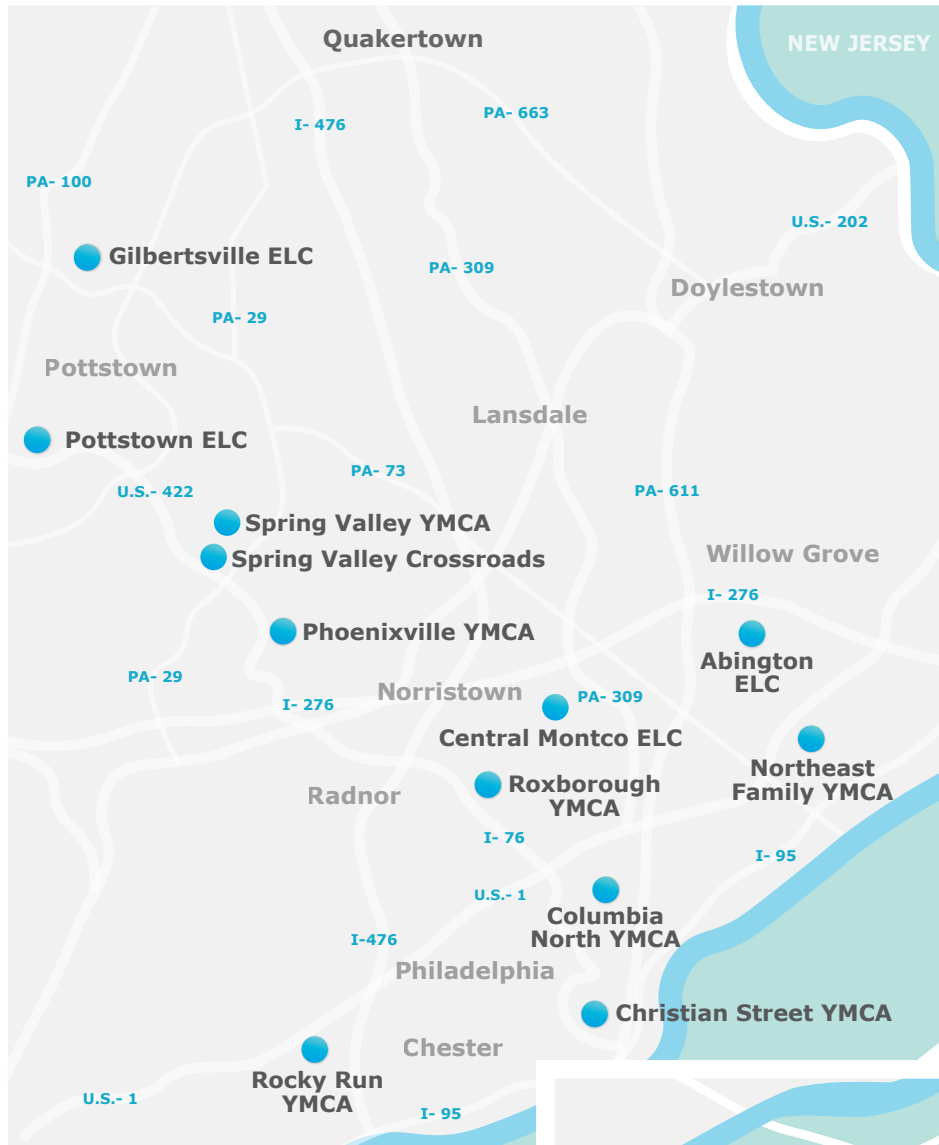 Quakertown
NEW JERSEY
PA- 663
I- 476
PA- 100
U.S.- 202
Gilbertsville ELC
PA- 309
Doylestown
PA- 29
Pottstown
Lansdale
Pottstown ELC
PA- 73
U.S.- 422
PA- 611
Spring Valley YMCA
Willow Grove
Spring Valley Crossroads
I- 276
Phoenixville YMCA
Abington
ELC
PA- 29
Norristown
PA- 309
I- 276
Central Montco ELC
Northeast
Family YMCA
Radnor
Roxborough
YMCA
I- 76
I- 95
U.S.- 1
Columbia
North YMCA
I-476
Philadelphia
Christian Street YMCA
Chester
Rocky Run
YMCA
U.S.- 1
I- 95